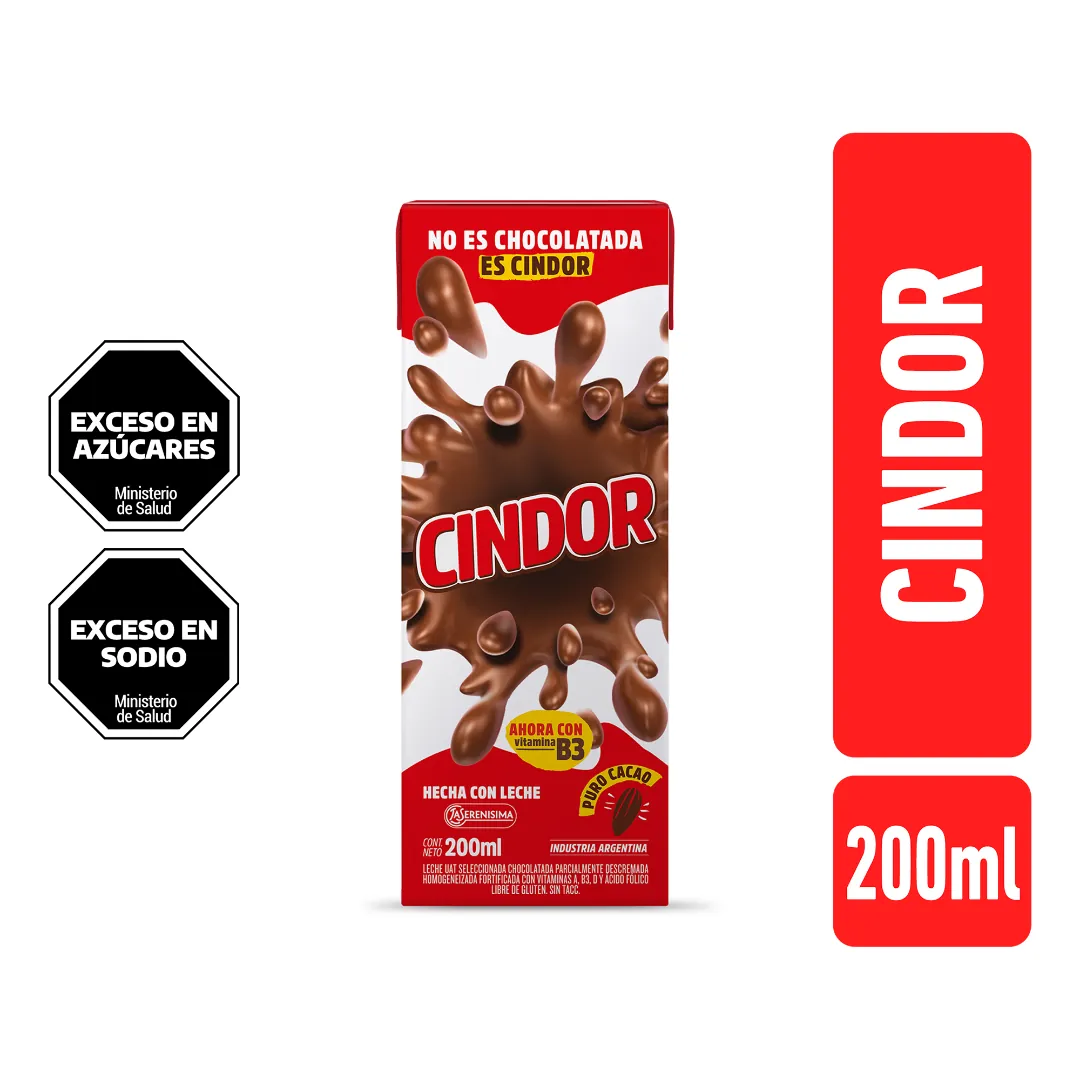 EXCESO EN
AZÚCARES
Ministerio
de Salud
EXCESO EN
SODIO
Ministerio
de Salud
NO ES CHOCOLATADA
ES CINDOR
CINDOR
AHORA CON
vitamina B3
PURO CACAO
HECHA CON LECHE
LA SERENISIMA
CONT.
NETO 200ml
INDUSTRIA ARGENTINA
LECHE UAT SELECCIONADA CHOCOLATADA PARCIALMENTE DESCREMADA
HOMOGENEIZADA FORTIFICADA CON VITAMINAS A, B3, D Y ACIDO FÓLICO
LIBRE DE GLUTEN. SIN TACC.
CINDOR
200ml